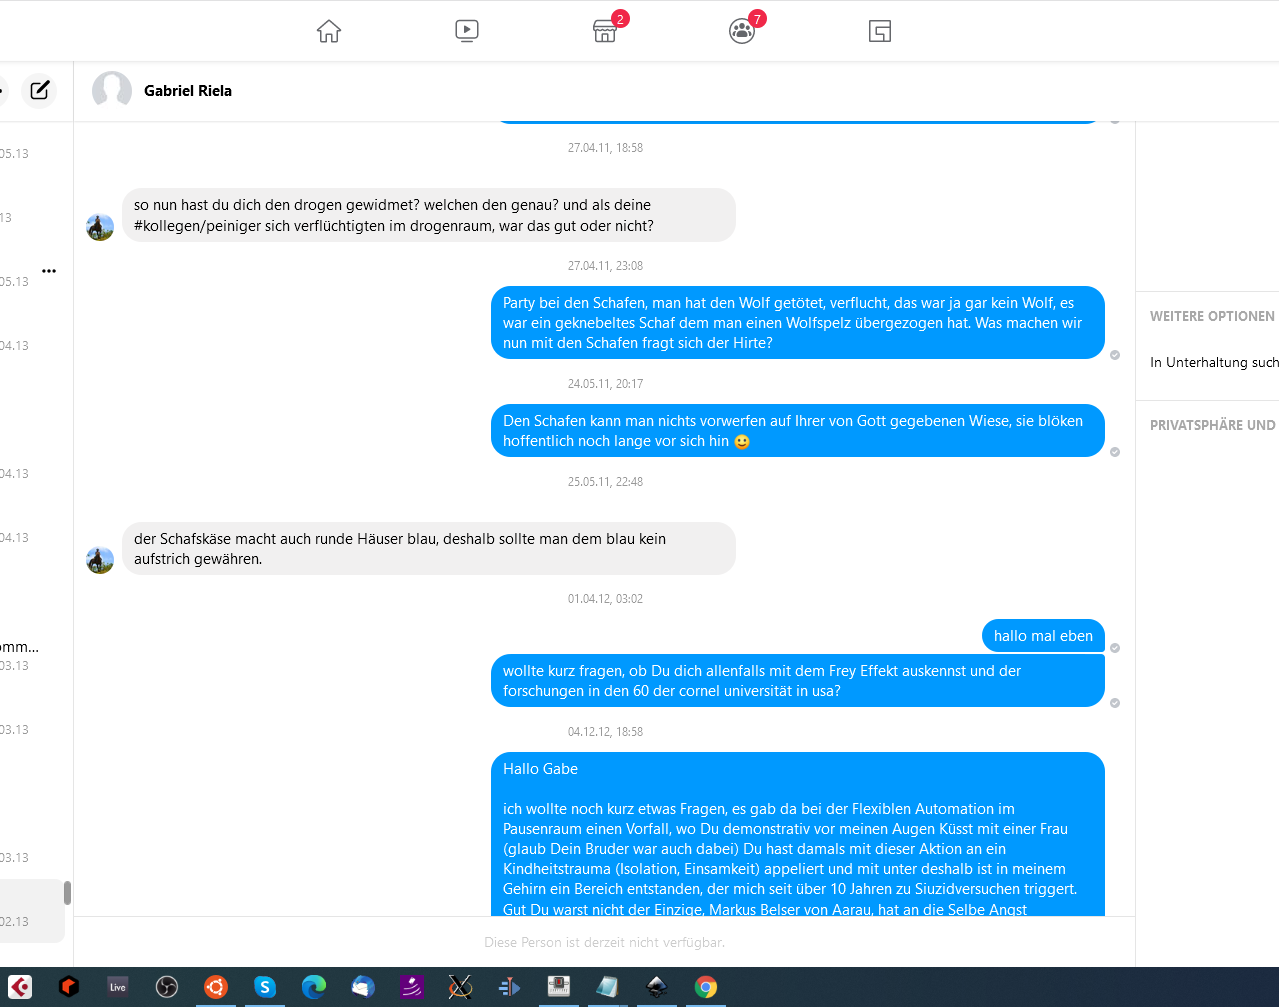 2
7
Gabriel Riela
05.13
13
05.13
04.13
04.13
04.13
omm...
03.13
03.13
03.13
02.13
27.04.11, 18:58
so nun hast du dich den drogen gewidmet? welchen den genau? und als deine
#kollegen/peiniger sich verflüchtigten im drogenraum, war das gut oder nicht?
27.04.11, 23:08
Party bei den Schafen, man hat den Wolf getötet, verflucht, das war ja gar kein Wolf, es
war ein geknebeltes Schaf dem man einen Wolfspelz übergezogen hat. Was machen wir
nun mit den Schafen fragt sich der Hirte?
24.05.11, 20:17
Den Schafen kann man nichts vorwerfen auf Ihrer von Gott gegebenen Wiese, sie blöken
hoffentlich noch lange vor sich hin 🙂
25.05.11, 22:48
der Schafskäse macht auch runde Häuser blau, deshalb sollte man dem blau kein
aufstrich gewähren.
01.04.12, 03:02
hallo mal eben
wollte kurz fragen, ob Du dich allenfalls mit dem Frey Effekt auskennst und der
forschungen in den 60 der cornel universität in usa?
04.12.12, 18:58
Hallo Gabe
ich wollte noch kurz etwas Fragen, es gab da bei der Flexiblen Automation im
Pausenraum einen Vorfall, wo Du demonstrativ vor meinen Augen Küsst mit einer Frau
(glaub Dein Bruder war auch dabei) Du hast damals mit dieser Aktion an ein
Kindheitstrauma (Isolation, Einsamkeit) appeliert und mit unter deshalb ist in meinem
Gehirn ein Bereich entstanden, der mich seit über 10 Jahren zu Siuzidversuchen triggert.
Gut Du warst nicht der Einzige, Markus Belser von Aarau, hat an die Selbe Angst
Diese Person ist derzeit nicht verfügbar.
WEITERE OPTIONEN
In Unterhaltung such
PRIVATSPHÄRE UND
Live